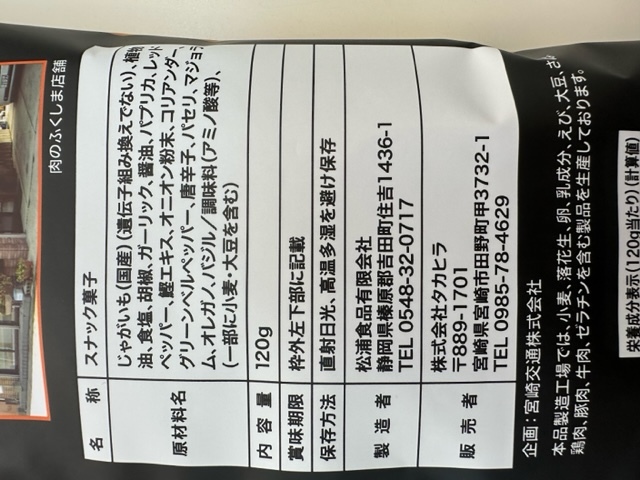 肉のふくしま店舗
名 称 スナック菓子
原材料名 じゃがいも(国産)(遺伝子組み換えでない)、植物
油、食塩、胡椒、ガーリック、醤油、パプリカ、レッド
ペッパー、鰹エキス、オニオン粉末、コリアンダー、
グリーンベルペッパー、唐辛子、パセリ、マジョラ
ム、オレガノ、バジル/調味料(アミノ酸等)、
(一部に小麦・大豆を含む)
内容量 120g
賞味期限 枠外左下部に記載
保存方法 直射日光、高温多湿を避け保存
製造者 松浦食品有限会社
静岡県榛原郡吉田町住吉1436-1
TEL 0548-32-0717
販売者 株式会社タカヒラ
〒889-1701
宮崎県宮崎市田野町甲3732-1
TEL 0985-78-4629
企画:宮崎交通株式会社
本品製造工場では、小麦、落花生、卵、乳成分、えび、大豆、
鶏肉、豚肉、牛肉、ゼラチンを含む製品を生産しております。
栄養成分表示(120g当たり)(計算値)